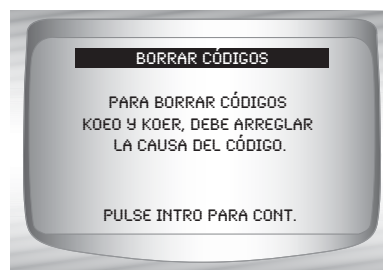 BORRAR CÓDIGOS
PARA BORRAR CÓDIGOS
KOEO Y KOER, DEBE ARREGLAR
LA CAUSA DEL CÓDIGO.
PULSE INTRO PARA CONT.